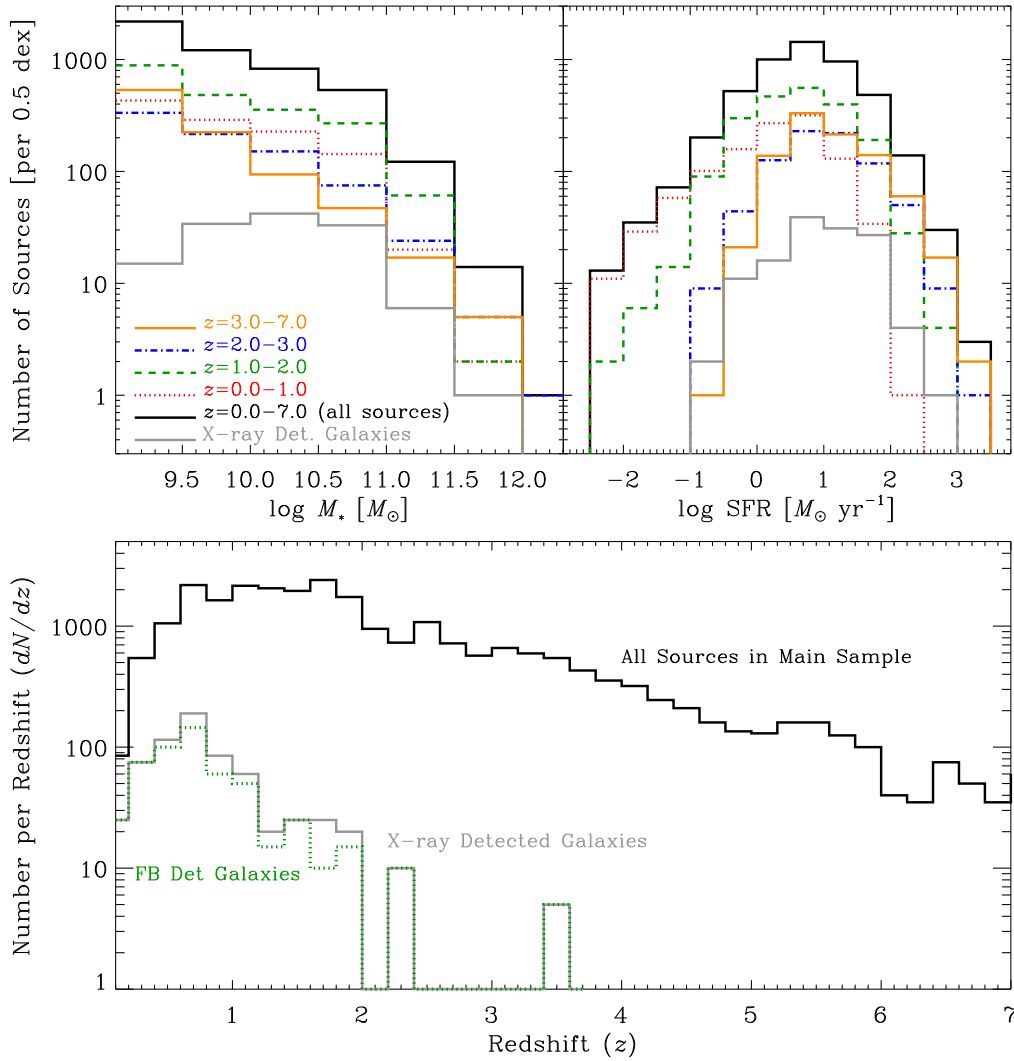 Number of Sources [per 0.5 dex]
1000
100
10
1
z=3.0−7.0
z=2.0−3.0
z=1.0−2.0
z=0.0−1.0
z=0.0−7.0 (all sources)
X-ray Det. Galaxies
9.5 10.0 10.5 11.0 11.5 12.0
log M* [M⊙]
−2 −1 0 1 2 3
log SFR [M⊙ yr−1]
Number per Redshift (dN/dz)
1000
100
10
1
All Sources in Main Sample
X-ray Detected Galaxies
FB Det Galaxies
1 2 3 4 5 6 7
Redshift (z)